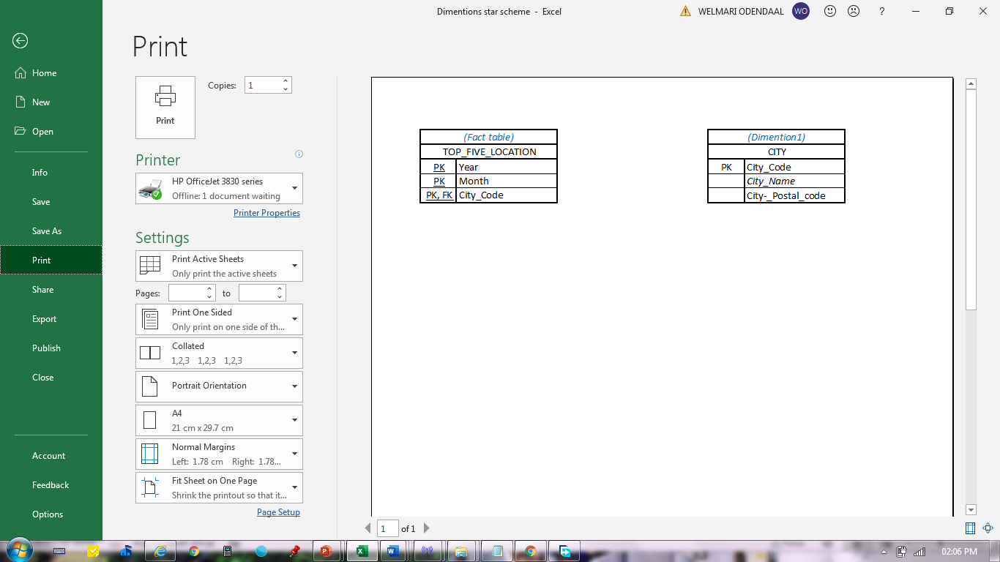 Dimentions star scheme - Excel
WELMARI ODENDAAL
WO
?
Print
Home
New
Open
Info
Save
Save As
Print
Share
Export
Publish
Close
Account
Feedback
Options
Print
Copies: 1
Printer
HP OfficeJet 3830 series
Offline: 1 document waiting
Printer Properties
Settings
Print Active Sheets
Only print the active sheets
Pages: to
Print One Sided
Only print on one side of th...
Collated
1,2,3 1,2,3 1,2,3
Portrait Orientation
A4
21 cm x 29.7 cm
Normal Margins
Left: 1.78 cm Right: 1.78...
Fit Sheet on One Page
Shrink the printout so that it...
Page Setup
(Fact table)
TOP_FIVE_LOCATION
PK Year
PK Month
PK, FK City_Code
(Dimention1)
CITY
PK City_Code
City_Name
City-_Postal_code
1 of 1
02:06 PM